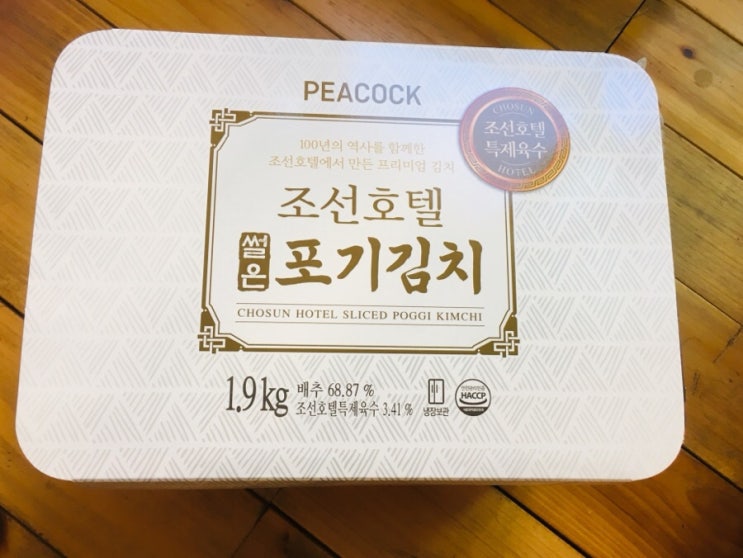 PEACOCK
CHOSUN
조선호텔
특제육수
HOTEL
100년의 역사를 함께한
조선호텔에서 만든 프리미엄 김치
조선호텔
썰은 포기김치
CHOSUN HOTEL SLICED POGGI KIMCHI
1.9kg
배추 68.87 %
조선호텔특제육수 3.41 %
냉장보관
HACCP